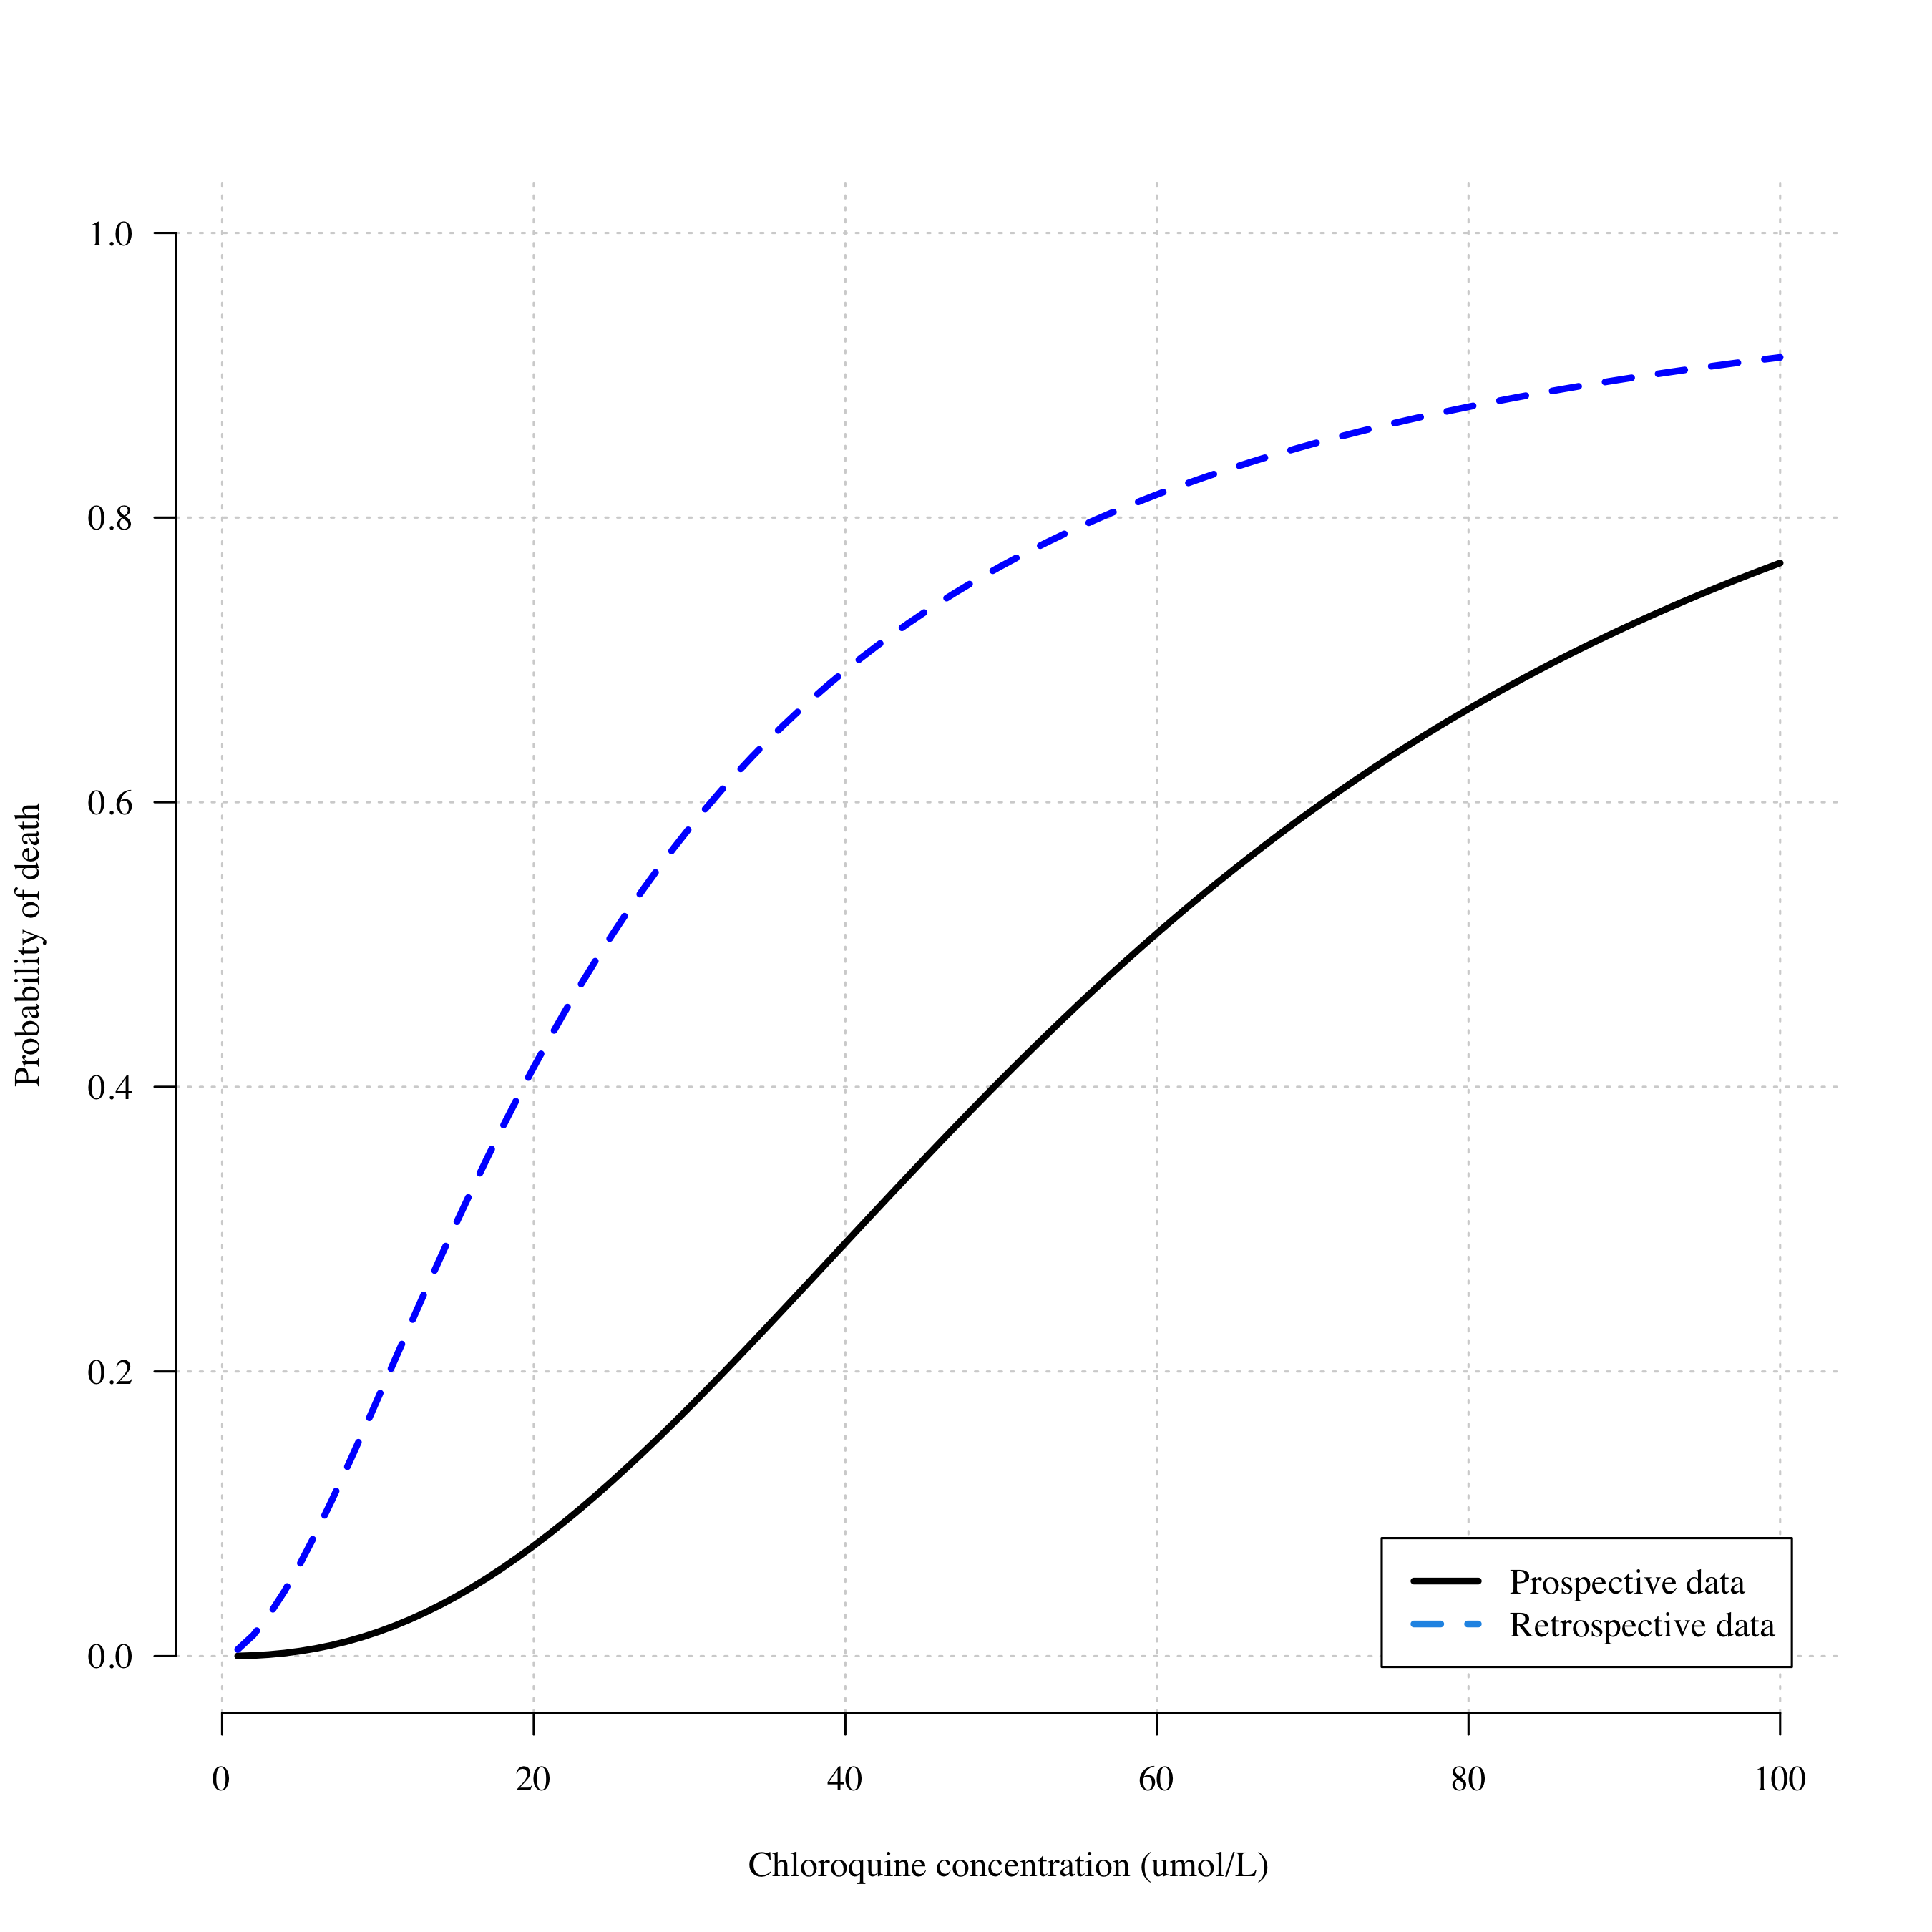 1.0
0.8
0.6
0.4
0.2
0.0
Probability of death
0 20 40 60 80 100
Chloroquine concentration (umol/L)
Prospective data
Retrospective data